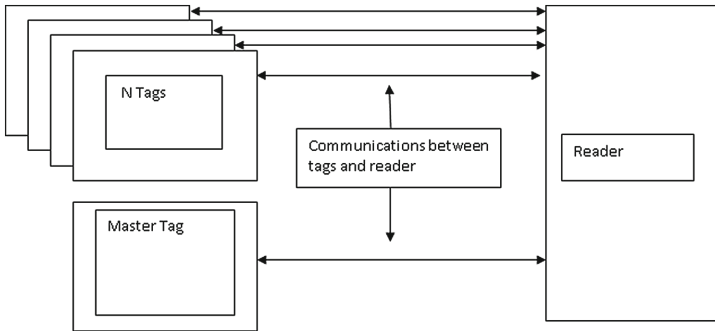 N Tags
Communications between
tags and reader
Reader
Master Tag